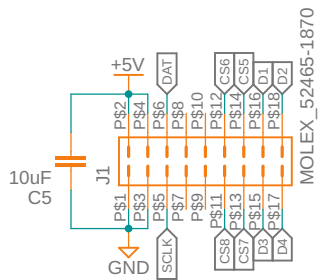 +5V
DAT
CS6
CS5
D1
D2
P$2
P$4
P$6
P$8
P$10
P$12
P$14
P$16
P$18
MOLEX_52465-1870
J1
10uF
C5
P$1
P$3
P$5
P$7
P$9
P$11
P$13
P$15
P$17
GND
SCLK
CS8
CS7
D3
D4